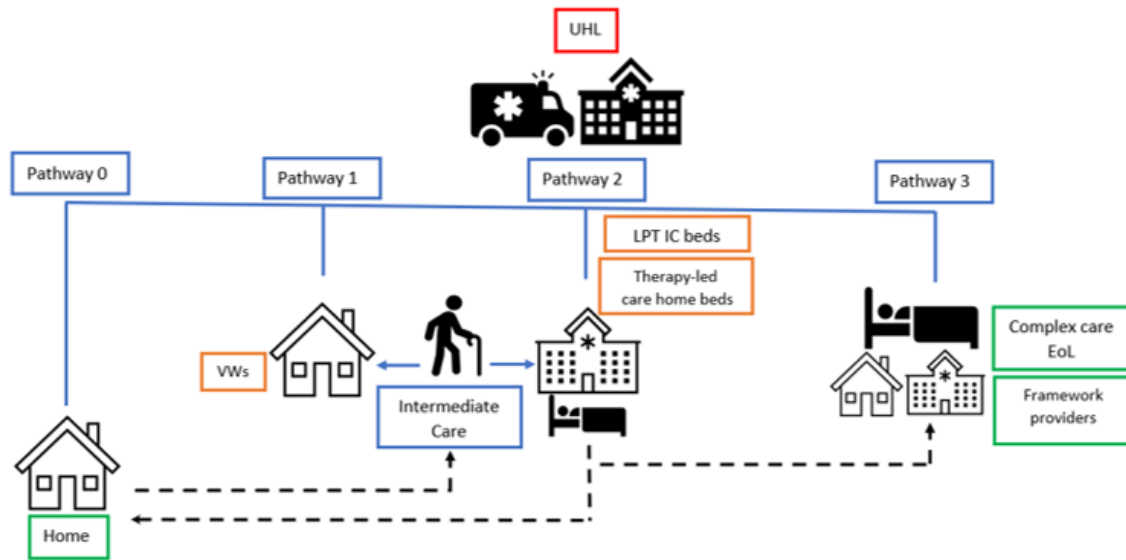 UHL
Pathway 0
Pathway 1
Pathway 2
Pathway 3
LPT IC beds
Therapy-led
care home beds
VWs
Intermediate
Care
Complex care
EoL
Framework
providers
Home